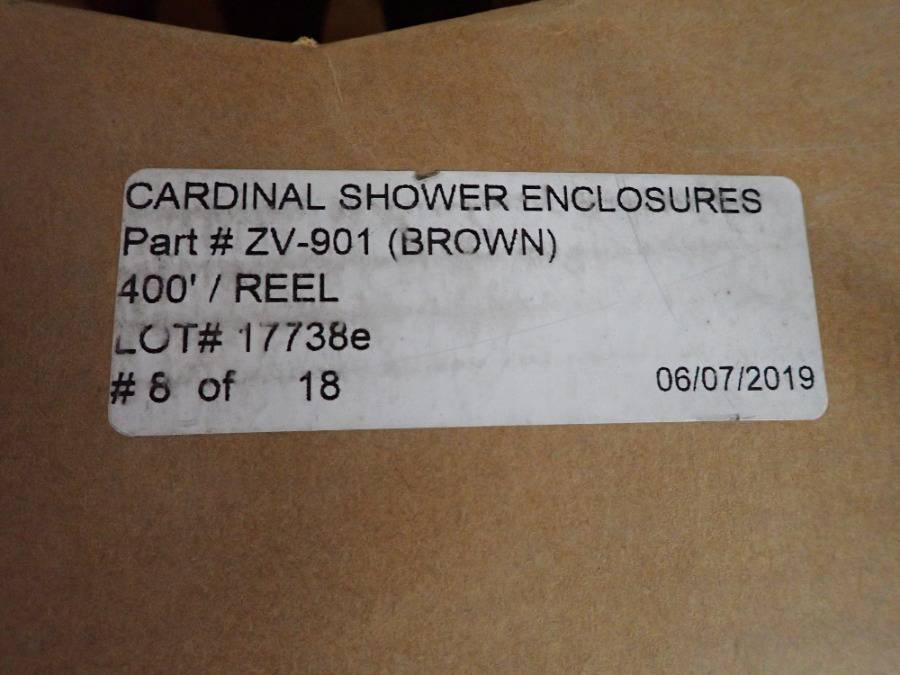 CARDINAL SHOWER ENCLOSURES
Part # ZV-901 (BROWN)
400' / REEL
LOT# 17738e
# 8 of 18 06/07/2019